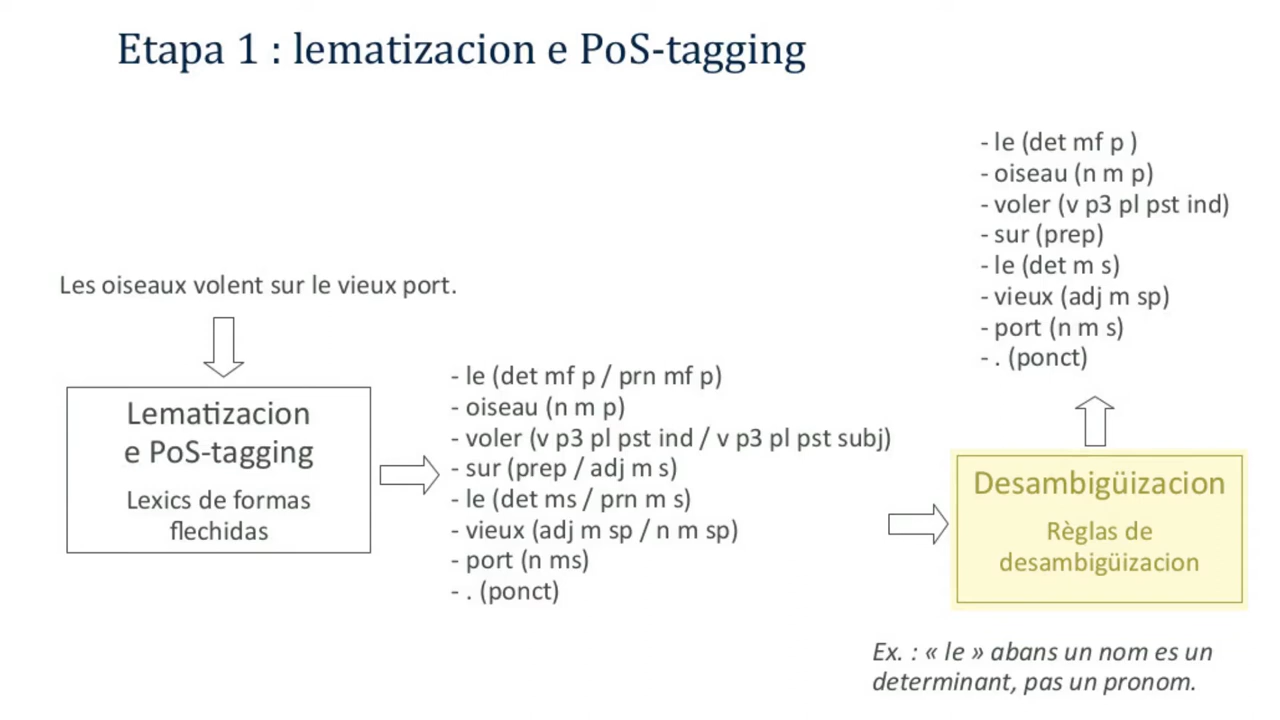 Etapa 1 : lematizacion e PoS-tagging
Les oiseaux volent sur le vieux port.
Lematizacion
e PoS-tagging
Lexics de formas
flechidas
- le (det mf p / prn mf p)
- oiseau (n m p)
- voler (v p3 pl pst ind / v p3 pl pst subj)
- sur (prep / adj m s)
- le (det ms / prn m s)
- vieux (adj m sp / n m sp)
- port (n ms)
- . (ponct)
Desambigüizacion
Règlas de
desambigüizacion
Ex. : « le » abans un nom es un
determinant, pas un pronom.
- le (det mf p )
- oiseau (n m p)
- voler (v p3 pl pst ind)
- sur (prep)
- le (det m s)
- vieux (adj m sp)
- port (n m s)
- . (ponct)